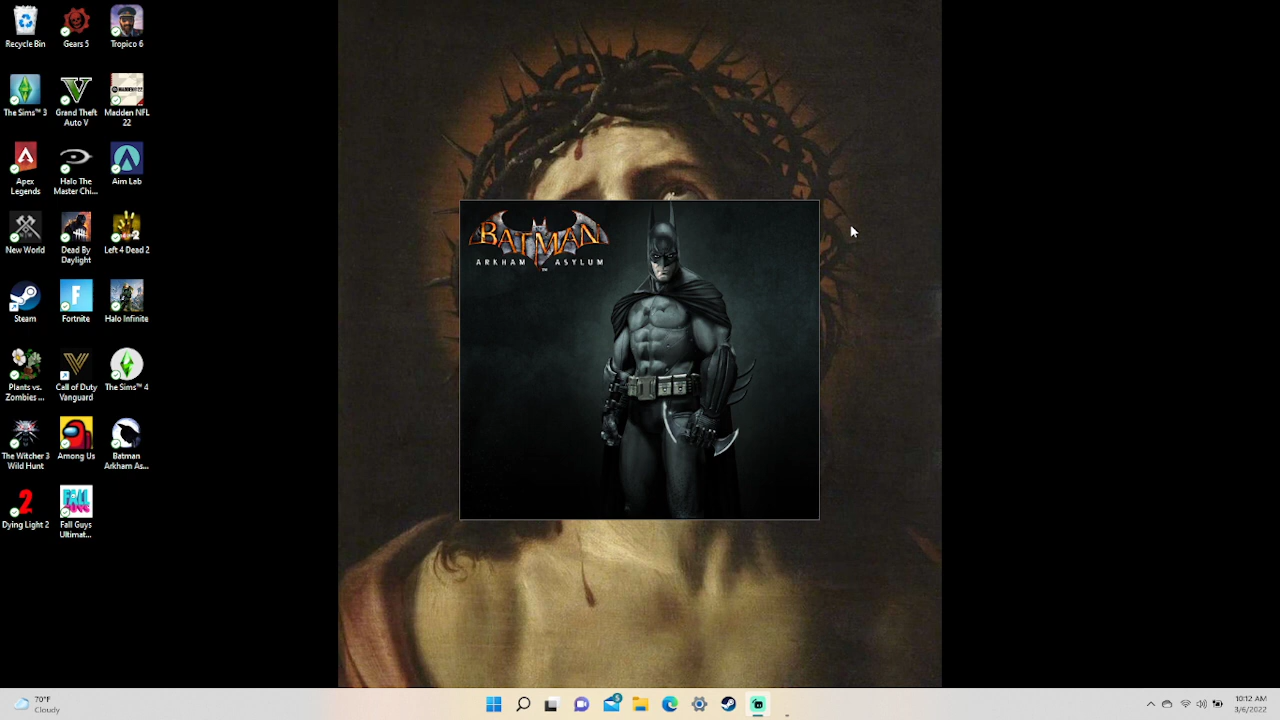 Recycle Bin
Gears 5
Tropico 6
The Sims™ 3
Grand Theft
Auto V
Madden NFL
22
Apex
Legends
Halo The
Master Chi...
Aim Lab
New World
Dead By
Daylight
Left 4 Dead 2
Steam
Fortnite
Halo Infinite
Plants vs.
Zombies ...
Call of Duty
Vanguard
The Sims™ 4
The Witcher 3
Wild Hunt
Among Us
Batman
Arkham As...
Dying Light 2
Fall Guys
Ultimat...
BATMAN
ARKHAM ASYLUM
70°F
Cloudy
10:12 AM
3/6/2022